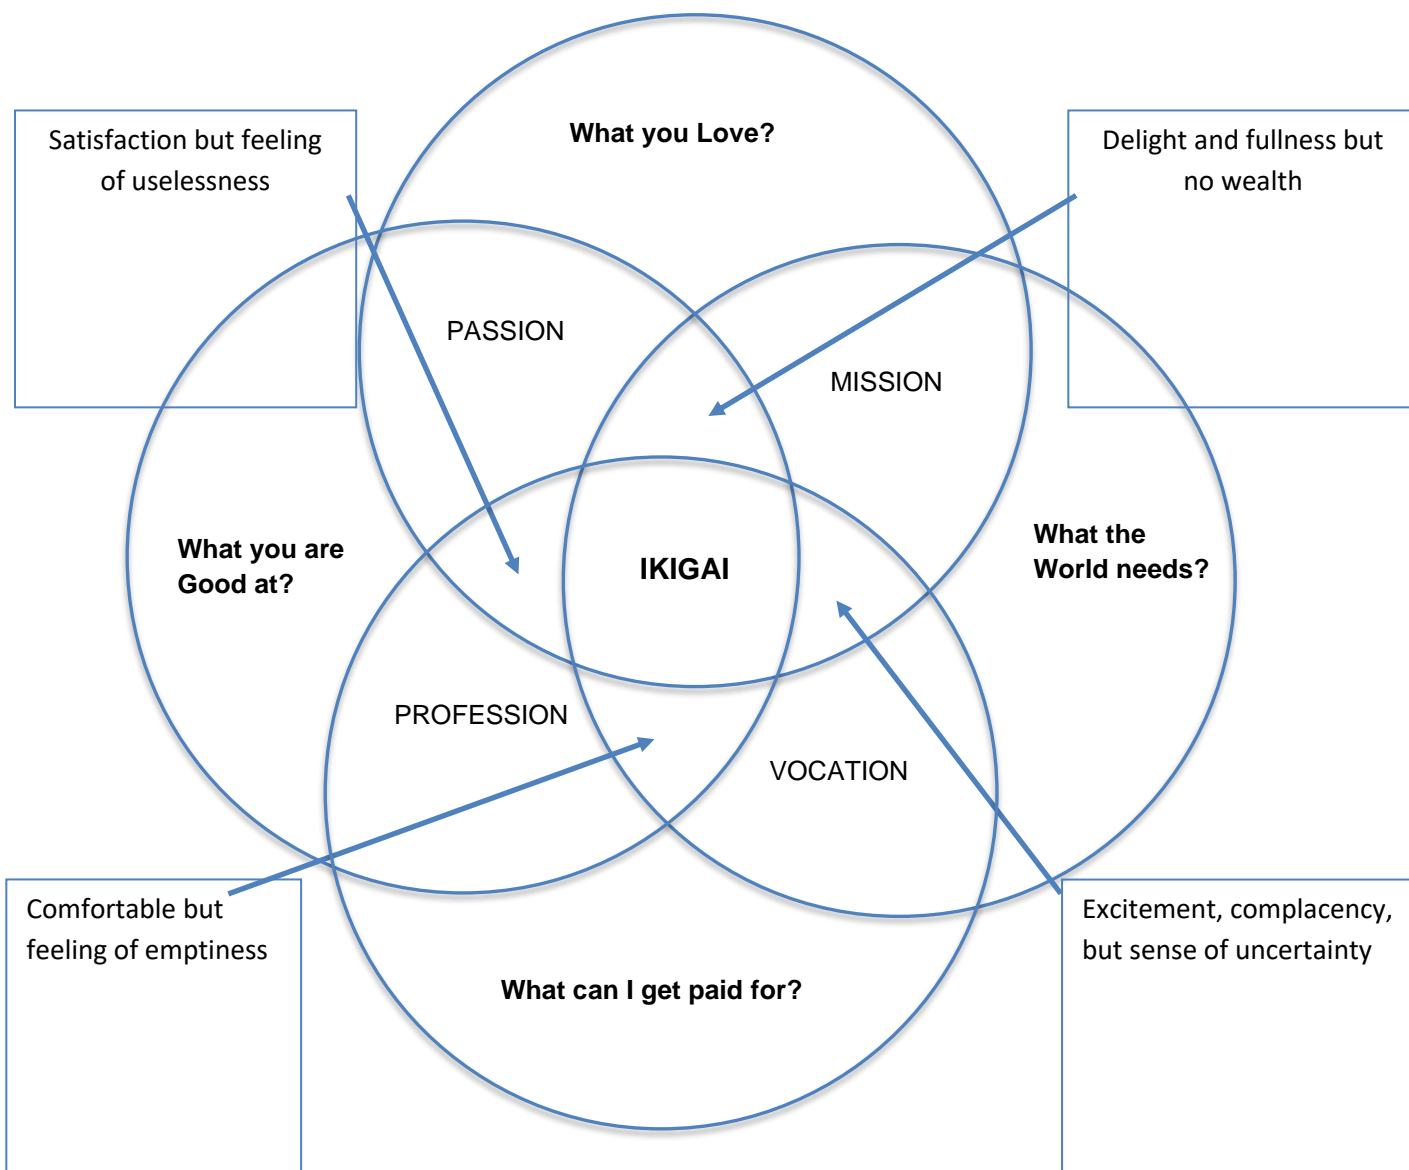 What you Love?
Satisfaction but feeling
of uselessness
Delight and fullness but
no wealth
PASSION
MISSION
What you are
Good at?
IKIGAI
What the
World needs?
PROFESSION
VOCATION
Comfortable but
feeling of emptiness
Excitement, complacency,
but sense of uncertainty
What can I get paid for?